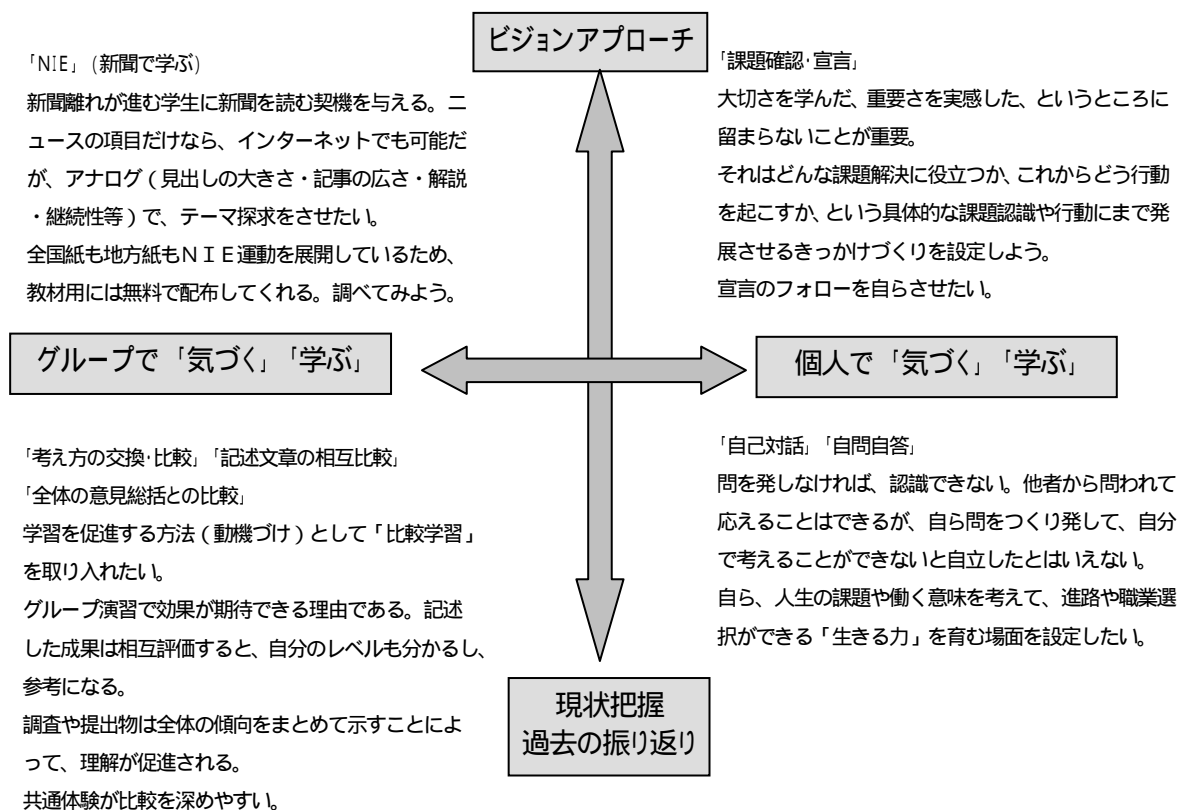 ビジョンアプローチ
「NIE」（新聞で学ぶ）
新聞離れが進む学生に新聞を読む契機を与える。ニ
ュースの項目だけなら、インターネットでも可能だ
が、アナログ（見出しの大きさ・記事の広さ・解説
・継続性等）で、テーマ探求をさせたい。
全国紙も地方紙もＮＩＥ運動を展開しているため、
教材用には無料で配布してくれる。調べてみよう。
「課題確認・宣言」
大切さを学んだ、重要さを実感した、というところに
留まらないことが重要。
それはどんな課題解決に役立つか、これからどう行動
を起こすか、という具体的な課題認識や行動にまで発
展させるきっかけづくりを設定しよう。
宣言のフォローを自らさせたい。
グループで「気づく」「学ぶ」
個人で「気づく」「学ぶ」
「考え方の交換・比較」「記述文章の相互比較」
「全体の意見総括との比較」
学習を促進する方法（動機づけ）として「比較学習」
を取り入れたい。
グループ演習で効果が期待できる理由である。記述
した成果は相互評価すると、自分のレベルも分かるし、
参考になる。
調査や提出物は全体の傾向をまとめて示すことによ
って、理解が促進される。
共通体験が比較を深めやすい。
「自己対話」「自問自答」
問を発しなければ、認識できない。他者から問われて
応えることはできるが、自ら問をつくり発して、自分
で考えることができないと自立したとはいえない。
自ら、人生の課題や働く意味を考えて、進路や職業選
択ができる「生きる力」を育む場面を設定したい。
現状把握
過去の振り返り